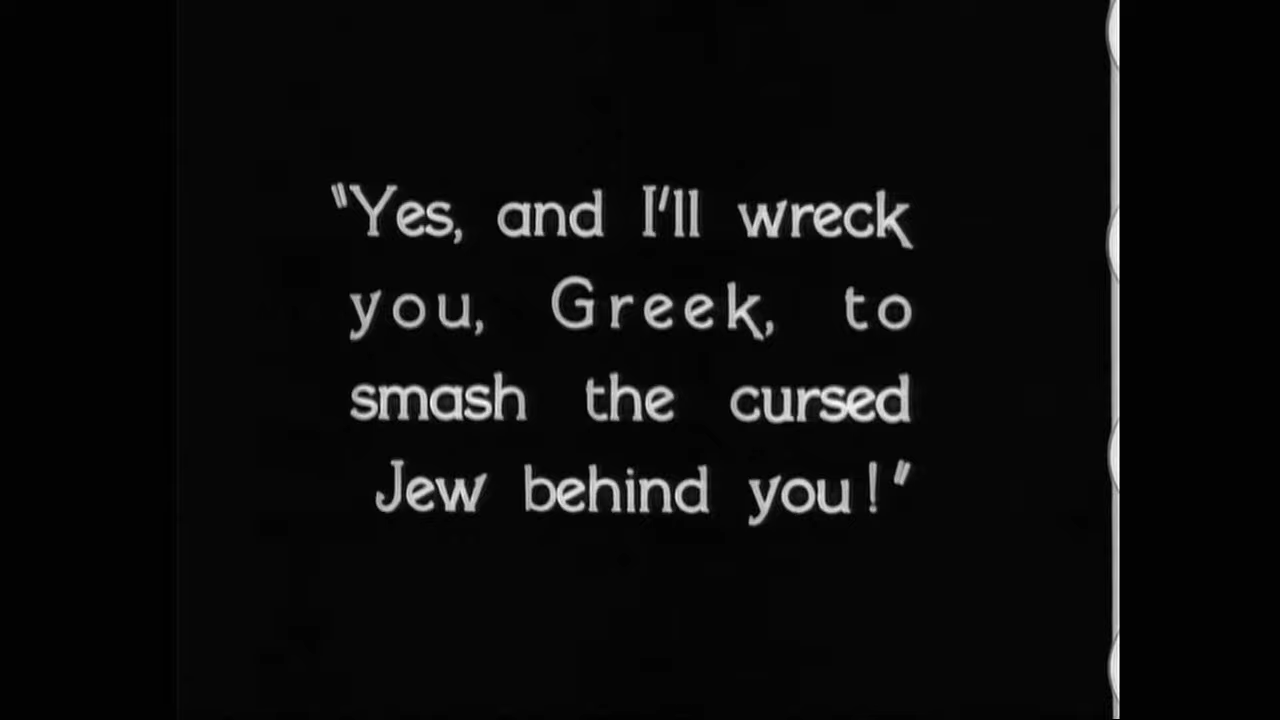 "Yes, and I'll wreck
you, Greek, to
smash the cursed
Jew behind you!"